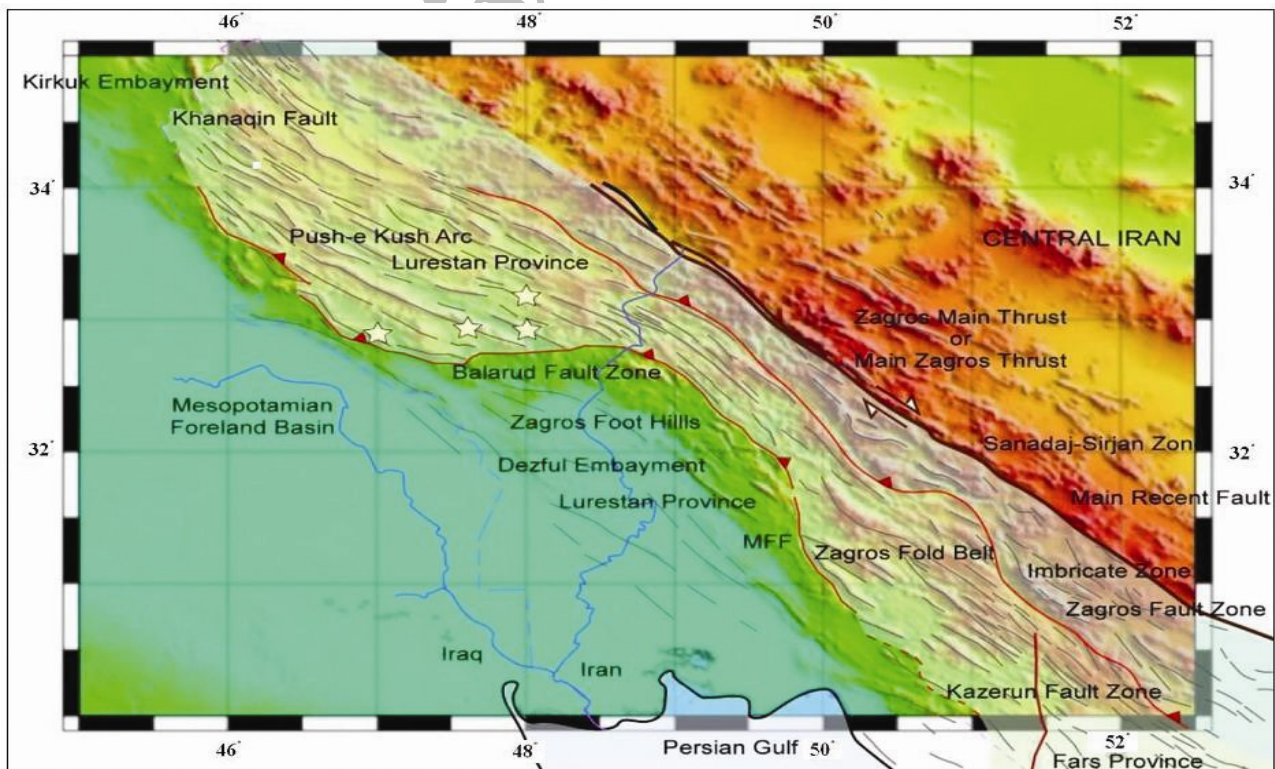 46°
48°
50°
52°
Kirkuk Embayment
Khanaqin Fault
34°
34°
Push-e Kush Arc
Lurestan Province
CENTRAL IRAN
Zagros Main Thrust
or
Main Zagros Thrust
Balarud Fault Zone
Mesopotamian
Foreland Basin
Zagros Foot Hillls
Sanadaj-Sirjan Zon
32°
32°
Dezful Embayment
Lurestan Province
Main Recent Fault
MFF
Zagros Fold Belt
Imbricate Zone
Zagros Fault Zone
Iraq
Iran
Kazerun Fault Zone
46°
48°
Persian Gulf
50°
52°
Fars Province